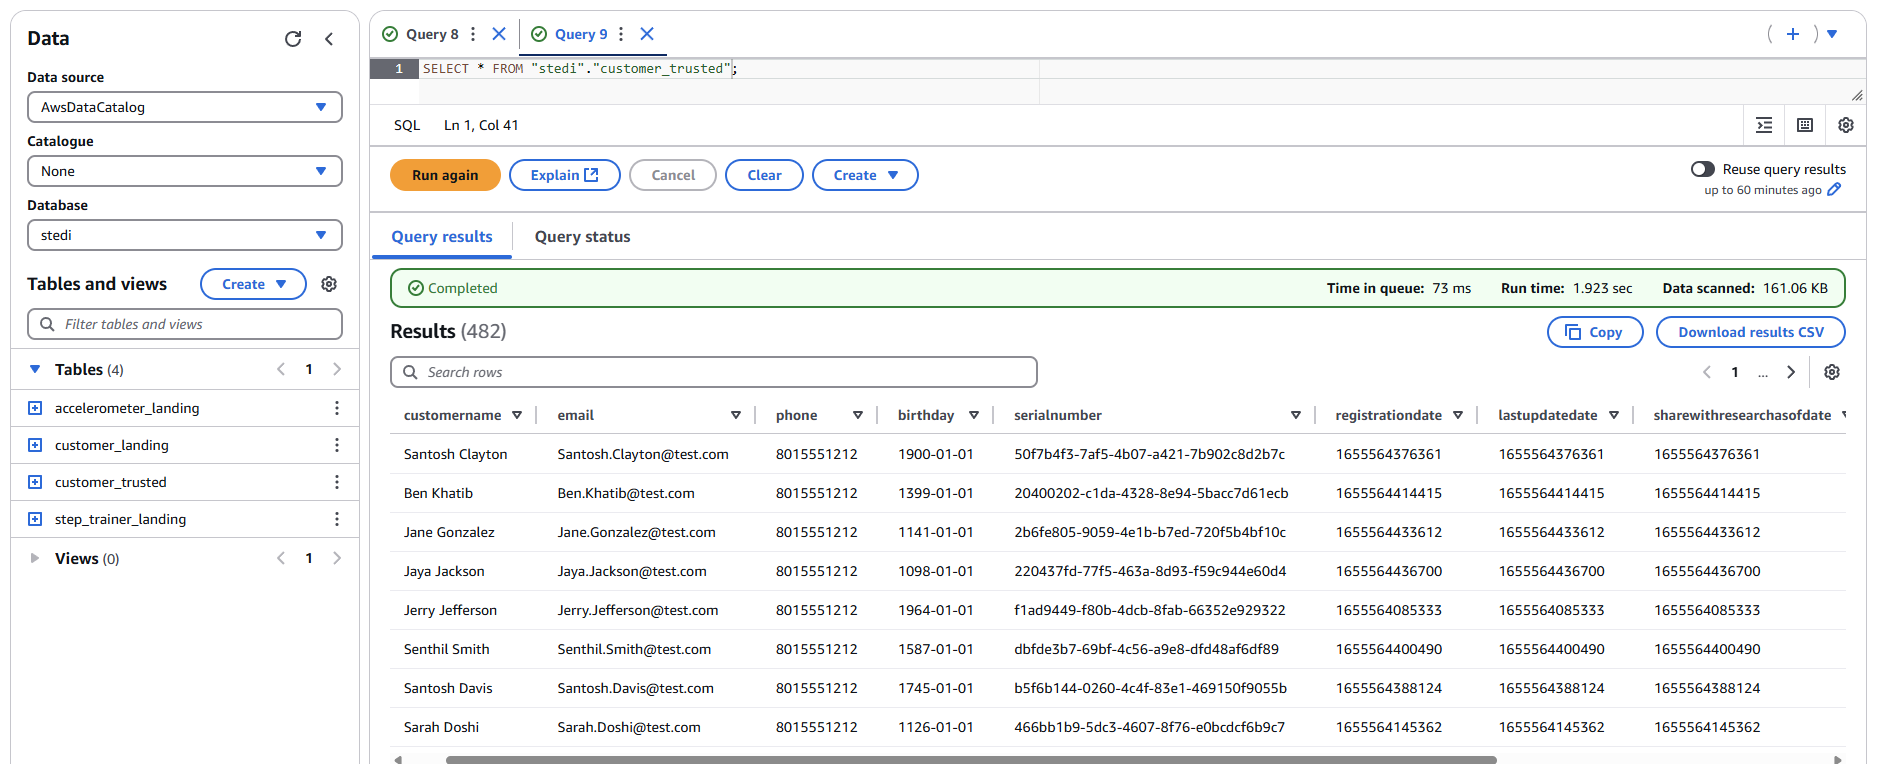 Data
Data source
AwsDataCatalog
Catalogue
None
Database
stedi
Tables and views
Create
Filter tables and views
Tables (4)
1
accelerometer_landing
customer_landing
customer_trusted
step_trainer_landing
Views (0)
1
Query 8
Query 9
1 SELECT * FROM "stedi"."customer_trusted";
SQL Ln 1, Col 41
Run again
Explain
Cancel
Clear
Create
Reuse query results
up to 60 minutes ago
Query results
Query status
Completed
Time in queue: 73 ms Run time: 1.923 sec Data scanned: 161.06 KB
Results (482)
Copy
Download results CSV
Search rows
1 ...
customername email phone birthday serialnumber registrationdate lastupdatedate sharewithresearchasofdate
Santosh Clayton Santosh.Clayton@test.com 8015551212 1900-01-01 50f7b4f3-7af5-4b07-a421-7b902c8d2b7c 1655564376361 1655564376361 1655564376361
Ben Khatib Ben.Khatib@test.com 8015551212 1399-01-01 20400202-c1da-4328-8e94-5bacc7d61ecb 1655564414415 1655564414415 1655564414415
Jane Gonzalez Jane.Gonzalez@test.com 8015551212 1141-01-01 2b6fe805-9059-4e1b-b7ed-720f5b4bf10c 1655564433612 1655564433612 1655564433612
Jaya Jackson Jaya.Jackson@test.com 8015551212 1098-01-01 220437fd-77f5-463a-8d93-f59c944e60d4 1655564436700 1655564436700 1655564436700
Jerry Jefferson Jerry.Jefferson@test.com 8015551212 1964-01-01 f1ad9449-f80b-4dcb-8fab-66352e929322 1655564085333 1655564085333 1655564085333
Senthil Smith Senthil.Smith@test.com 8015551212 1587-01-01 dbfde3b7-69bf-4c56-a9e8-dfd48af6df89 1655564400490 1655564400490 1655564400490
Santosh Davis Santosh.Davis@test.com 8015551212 1745-01-01 b5f6b144-0260-4c4f-83e1-469150f9055b 1655564388124 1655564388124 1655564388124
Sarah Doshi Sarah.Doshi@test.com 8015551212 1126-01-01 466bb1b9-5dc3-4607-8f76-e0bcdcf6b9c7 1655564145362 1655564145362 1655564145362